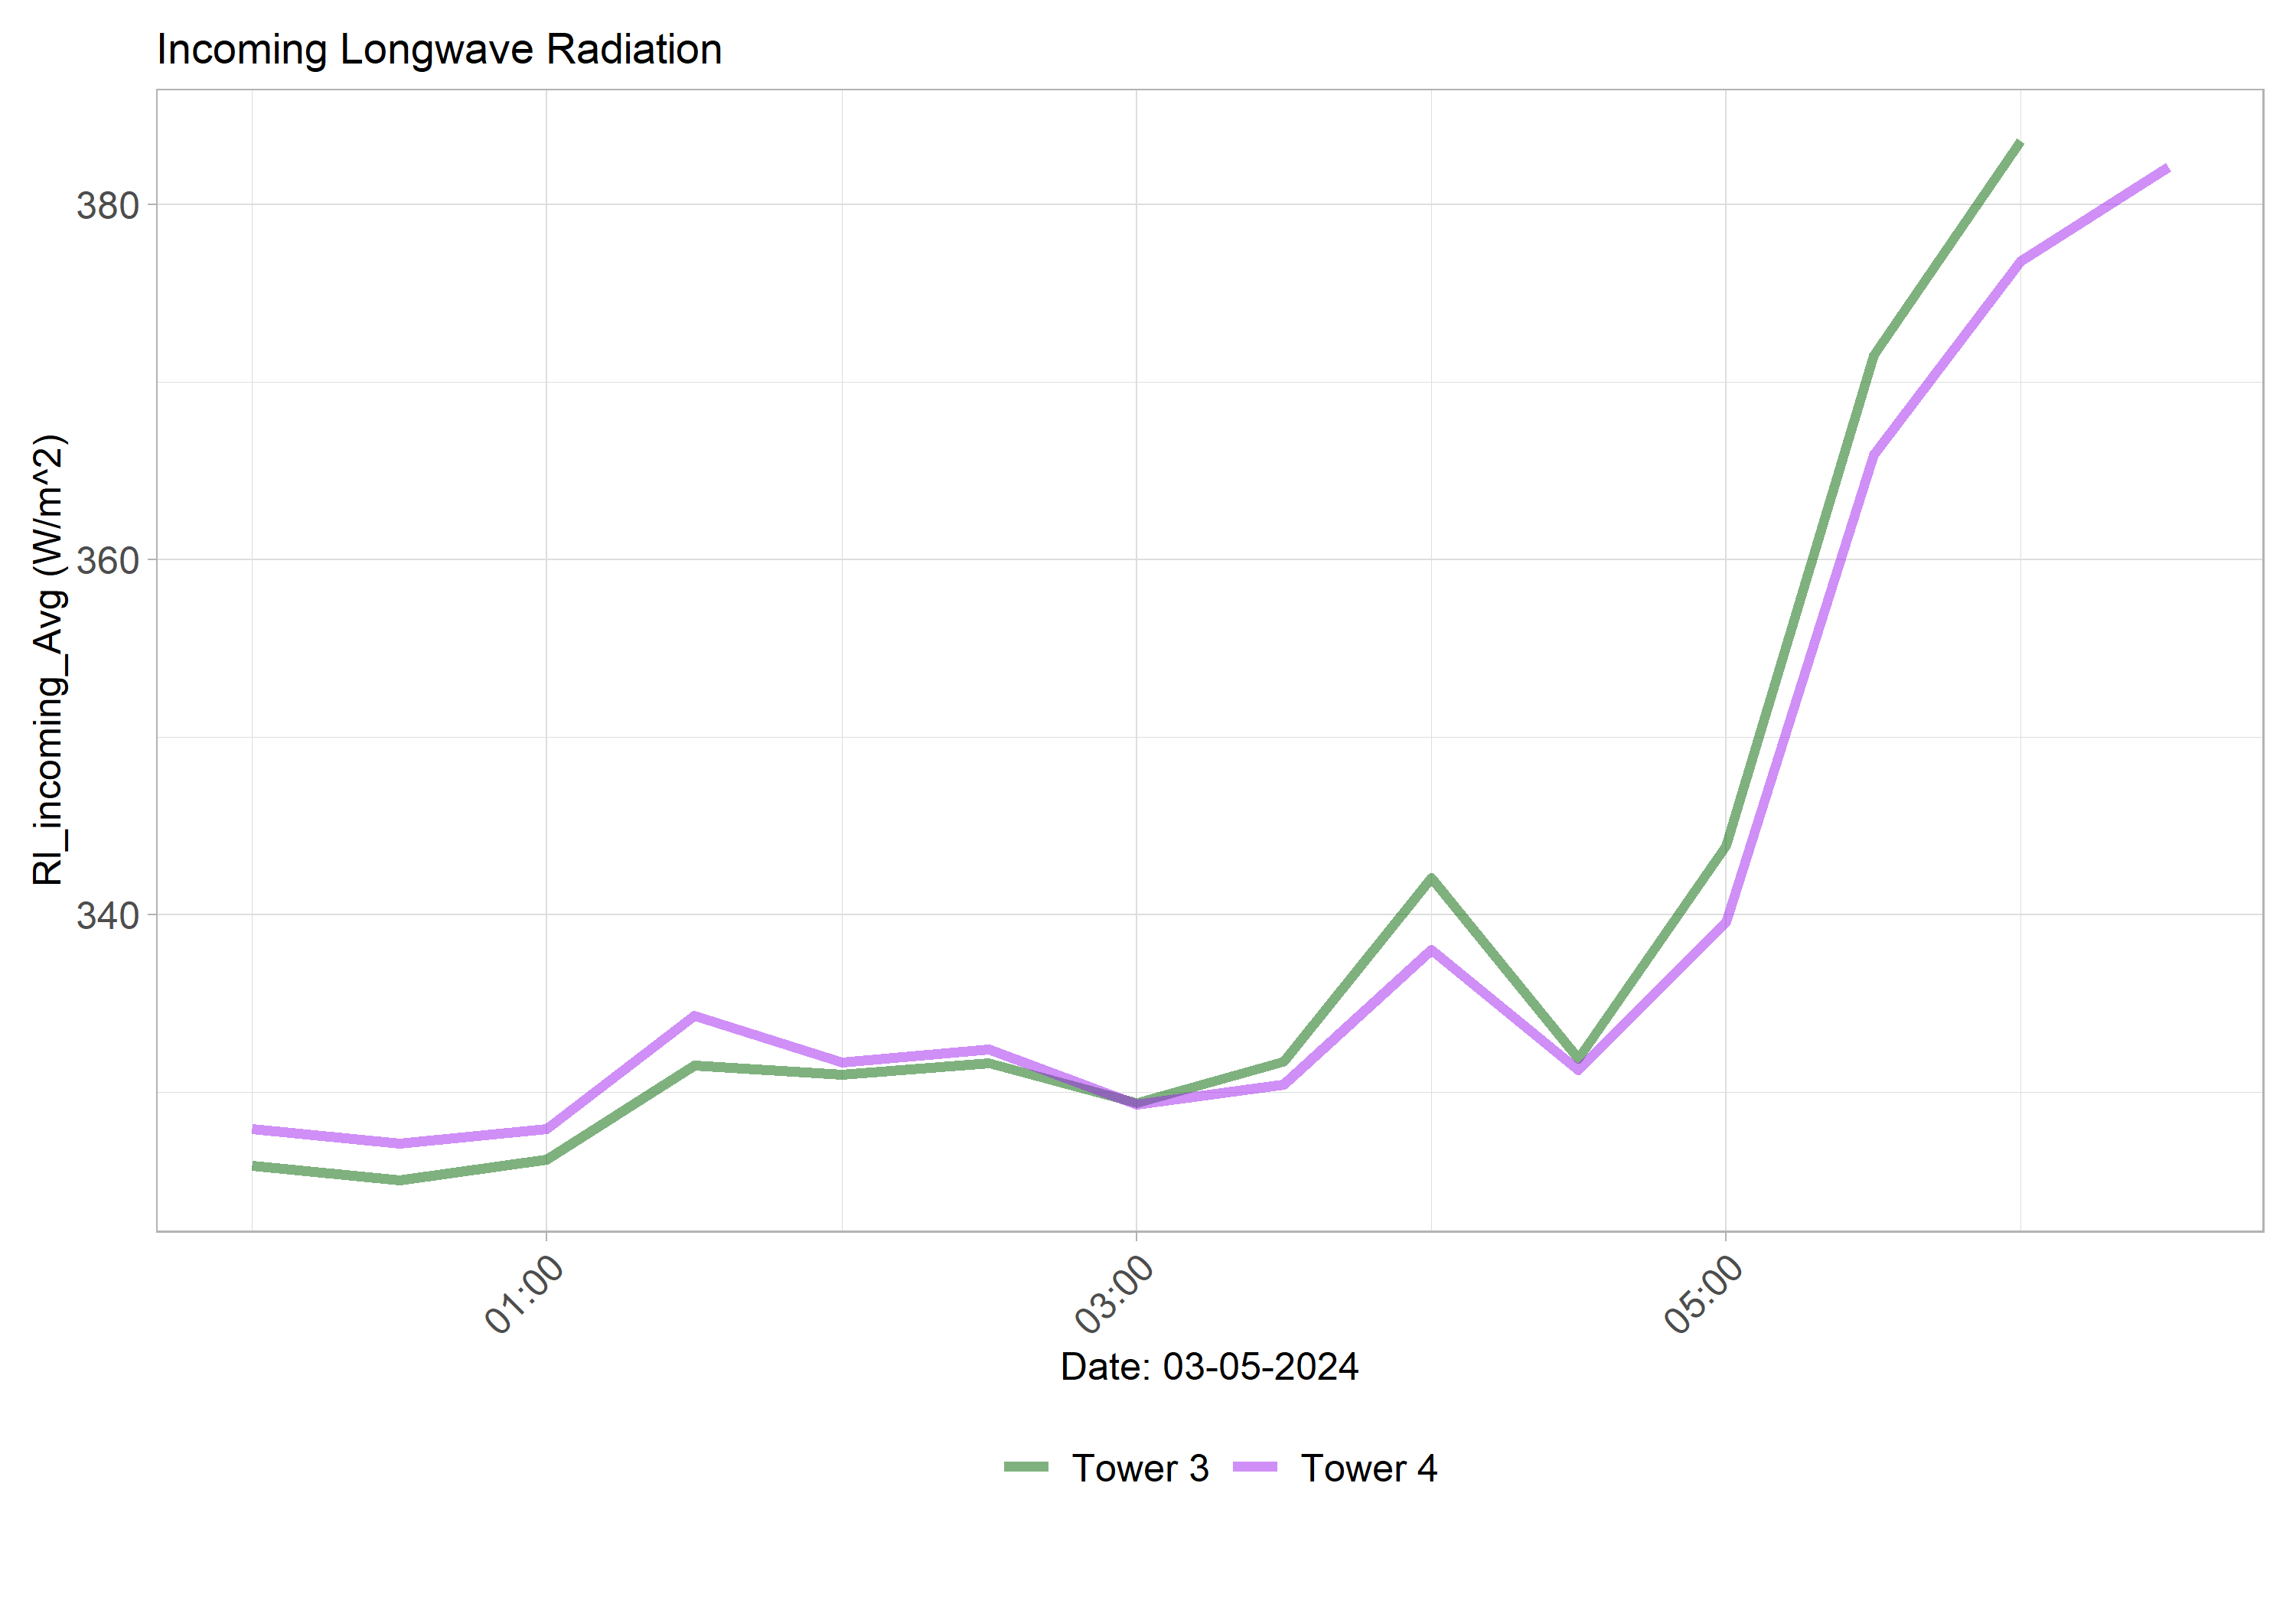 Incoming Longwave Radiation
Rl_incoming_Avg (W/m^2)
380
360
340
01:00
03:00
05:00
Date: 03-05-2024
Tower 3
Tower 4